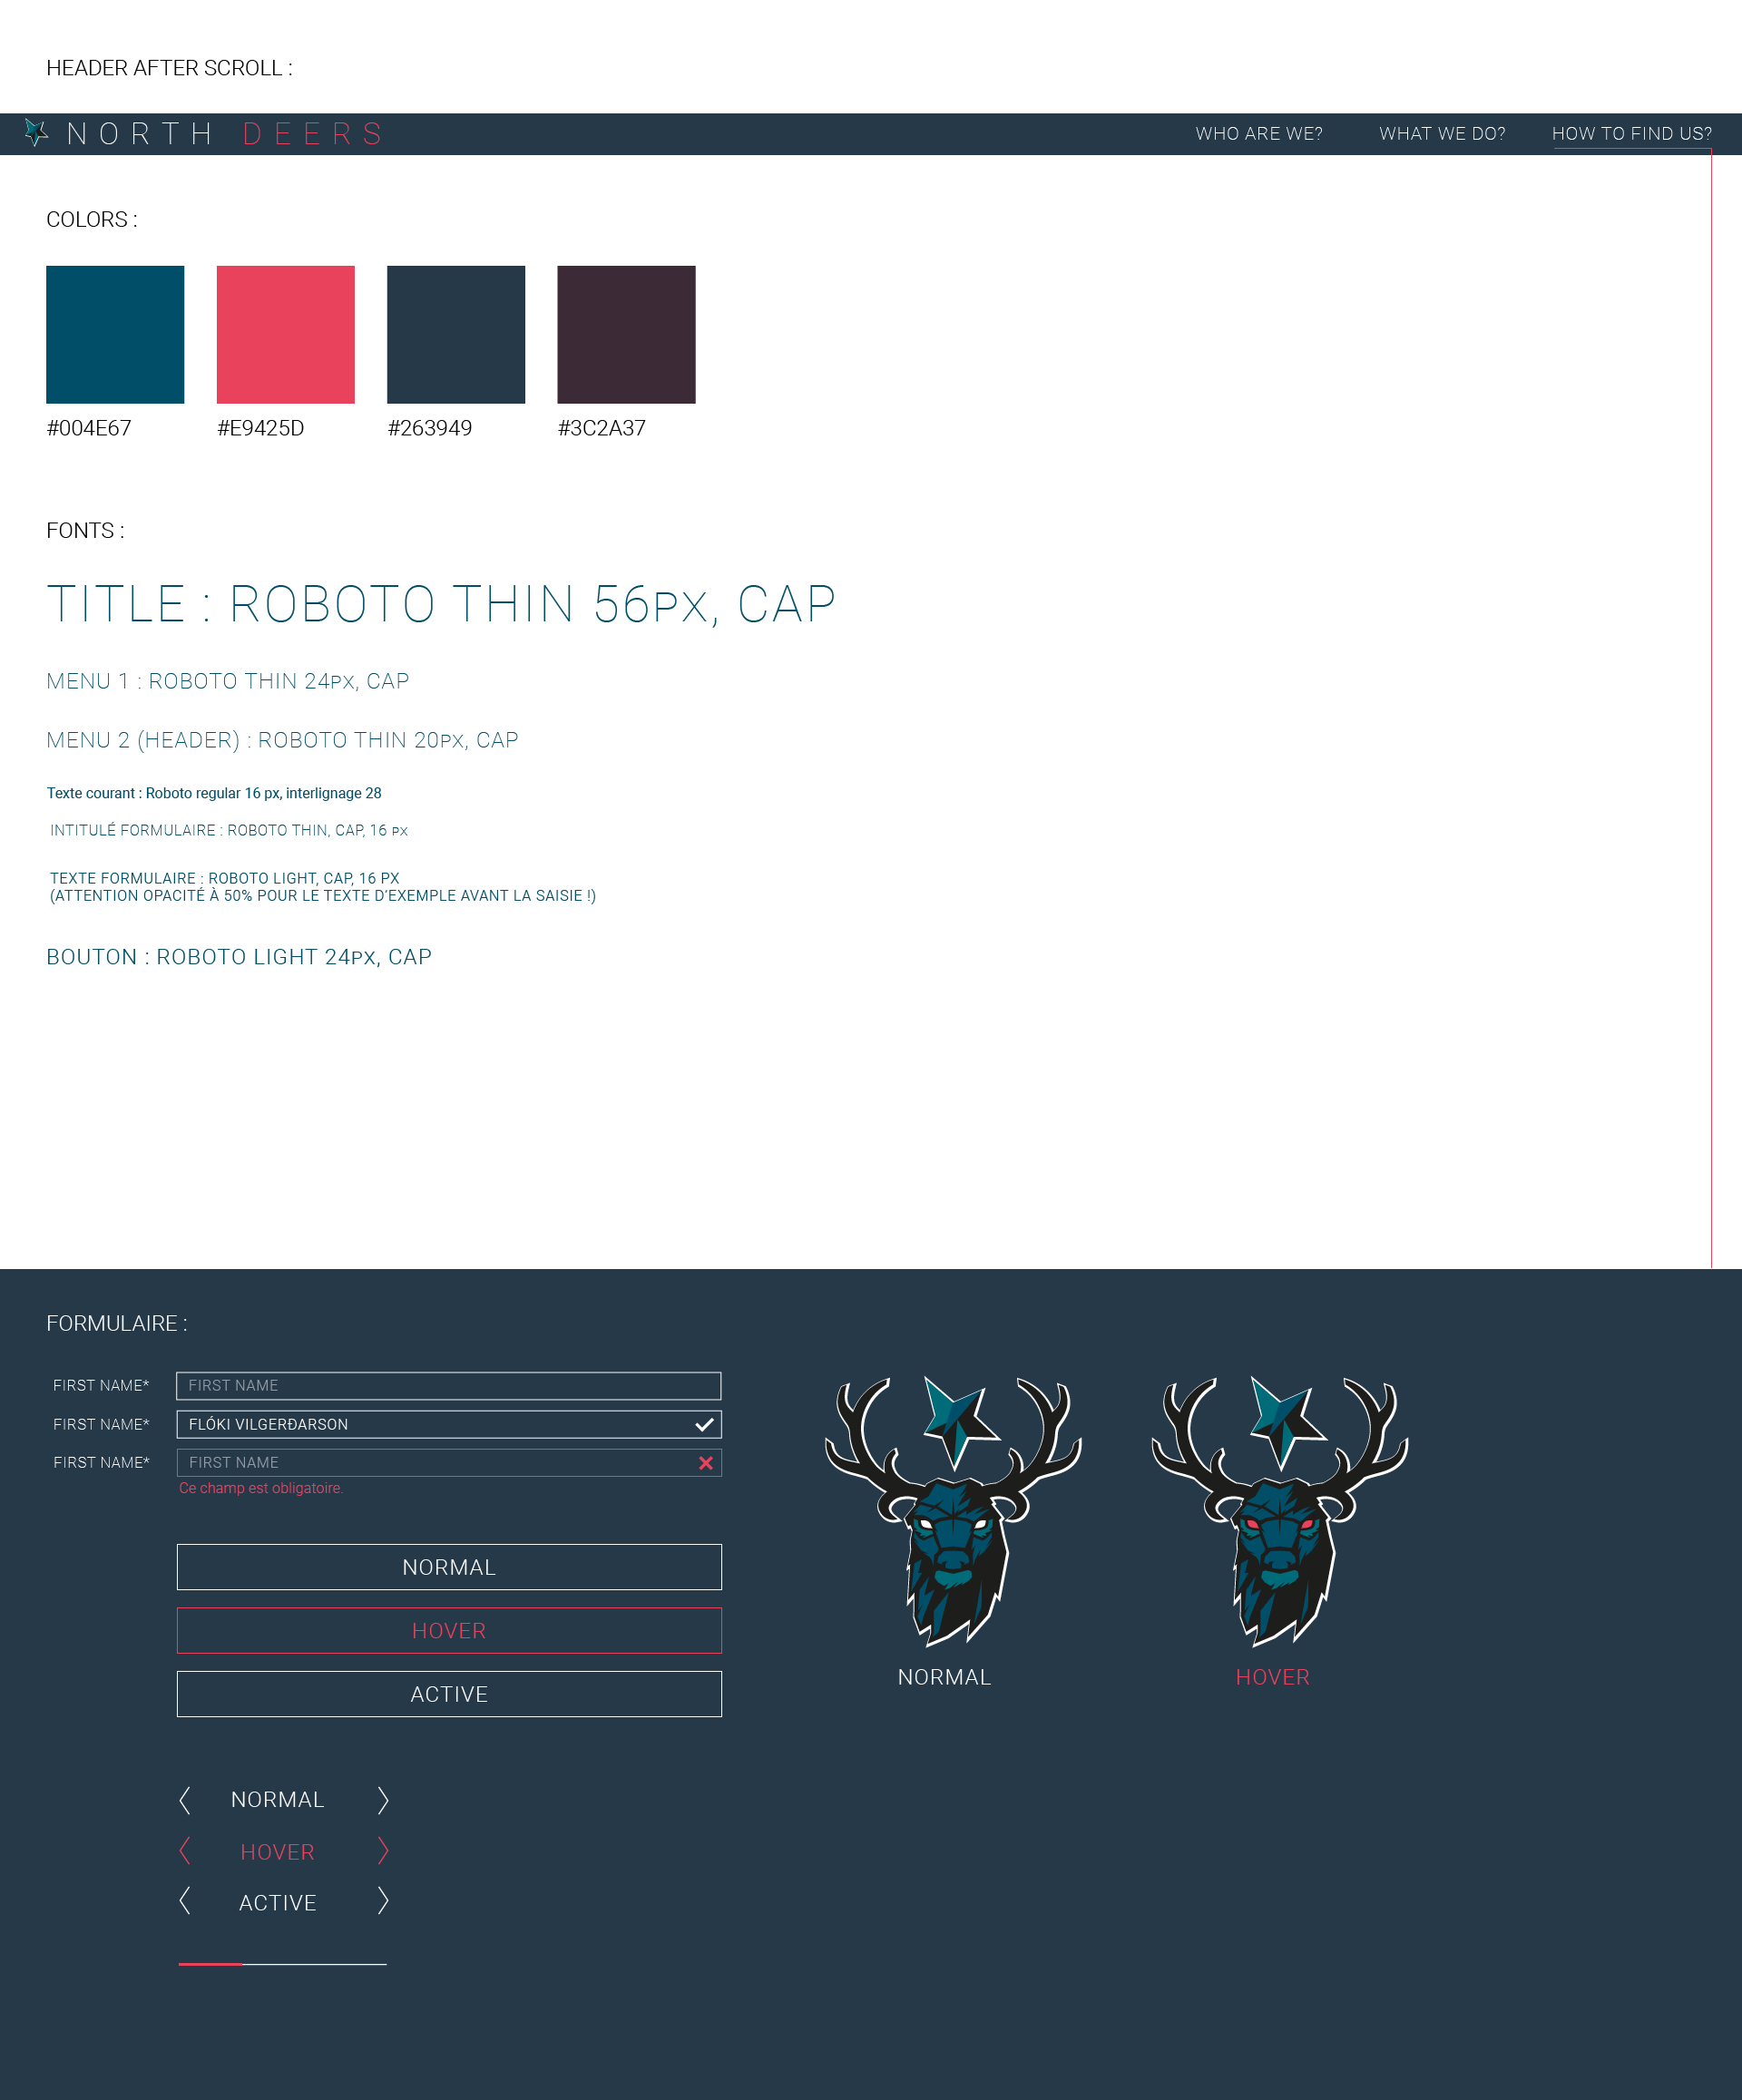 HEADER AFTER SCROLL :
NORTH DEERS
WHO ARE WE?
WHAT WE DO?
HOW TO FIND US?
COLORS :
#004E67
#E9425D
#263949
#3C2A37
FONTS :
TITLE : ROBOTO THIN 56PX, CAP
MENU 1 : ROBOTO THIN 24PX, CAP
MENU 2 (HEADER) : ROBOTO THIN 20PX, CAP
Texte courant : Roboto regular 16 px, interlignage 28
INTITULÉ FORMULAIRE : ROBOTO THIN, CAP, 16 PX
TEXTE FORMULAIRE : ROBOTO LIGHT, CAP, 16 PX
(ATTENTION OPACITÉ À 50% POUR LE TEXTE D'EXEMPLE AVANT LA SAISIE !)
BOUTON : ROBOTO LIGHT 24PX, CAP
FORMULAIRE :
FIRST NAME*
FIRST NAME
FIRST NAME*
FLÓKI VILGERÐARSON
FIRST NAME*
FIRST NAME
Ce champ est obligatoire.
NORMAL
HOVER
ACTIVE
NORMAL
HOVER
NORMAL
HOVER
ACTIVE